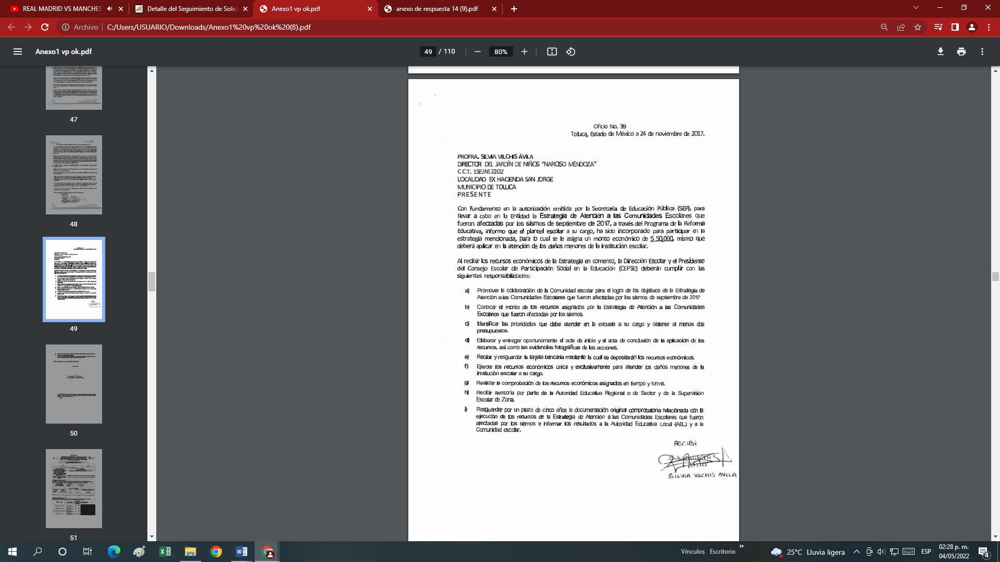 REAL MADRID VS MANCHES
Detalle del Seguimiento de Solici
Anexo1 vp ok.pdf
anexo de respuesta 14 (9).pdf
Archivo
C:/Users/USUARIO/Downloads/Anexo1%20vp%20ok%20(8).pdf
Anexo1 vp ok.pdf
49 / 110
80%
47
48
49
50
51
Oficio No. 39
Toluca, Estado de México a 24 de noviembre de 2017.
PROFRA. SILVIA VILCHIS ÁVILA
DIRECTOR DEL JARDÍN DE NIÑOS “NARCISO MENDOZA”
C.C.T. 15EJN1220Z
LOCALIDAD EX HACIENDA SAN JORGE
MUNICIPIO DE TOLUCA
PRESENTE
Con fundamento en la autorización emitida por la Secretaría de Educación Pública (SEP), para
llevar a cabo en la Entidad la Estrategia de Atención a las Comunidades Escolares que
fueron afectadas por los sismos de septiembre de 2017, a través del Programa de la Reforma
Educativa, informo que el plantel escolar a su cargo, ha sido incorporado para participar en la
estrategia mencionada, para lo cual se le asigna un monto económico de $ 50,000, mismo que
deberá aplicar en la atención de los daños menores de la institución escolar.
Al recibir los recursos económicos de la Estrategia en comento, la Dirección Escolar y el Presidente
del Consejo Escolar de Participación Social en la Educación (CEPSE) deberán cumplir con las
siguientes responsabilidades:
a) Promover la colaboración de la Comunidad escolar para el logro de los objetivos de la Estrategia de
Atención a las Comunidades Escolares que fueron afectadas por los sismos de septiembre de 2017
b) Conocer el monto de los recursos asignados por la Estrategia de Atención a las Comunidades
Escolares que fueron afectadas por los sismos.
c) Identificar las prioridades que debe atender en la escuela a su cargo y obtener al menos dos
presupuestos.
d) Elaborar y entregar oportunamente el acta de inicio y el acta de conclusión de la aplicación de los
recursos, así como las evidencias fotográficas de las acciones.
e) Recibir y resguardar la tarjeta bancaria mediante la cual se depositarán los recursos económicos.
f) Ejercer los recursos económicos única y exclusivamente para atender los daños menores de la
institución escolar a su cargo.
g) Realizar la comprobación de los recursos económicos asignados en tiempo y forma.
h) Recibir asesoría por parte de la Autoridad Educativa Regional o de Sector y de la Supervisión
Escolar de Zona.
i) Resguardar por un plazo de cinco años la documentación original comprobatoria relacionada con la
ejecución de los recursos de la Estrategia de Atención a las Comunidades Escolares que fueron
afectadas por los sismos e informar los resultados a la Autoridad Educativa Local (AEL) y a la
Comunidad escolar.
RECIBI
SILVIA VILCHIS AVILA
Vínculos
Escritorio
25°C Lluvia ligera
ESP
02:28 p. m.
04/05/2022
4